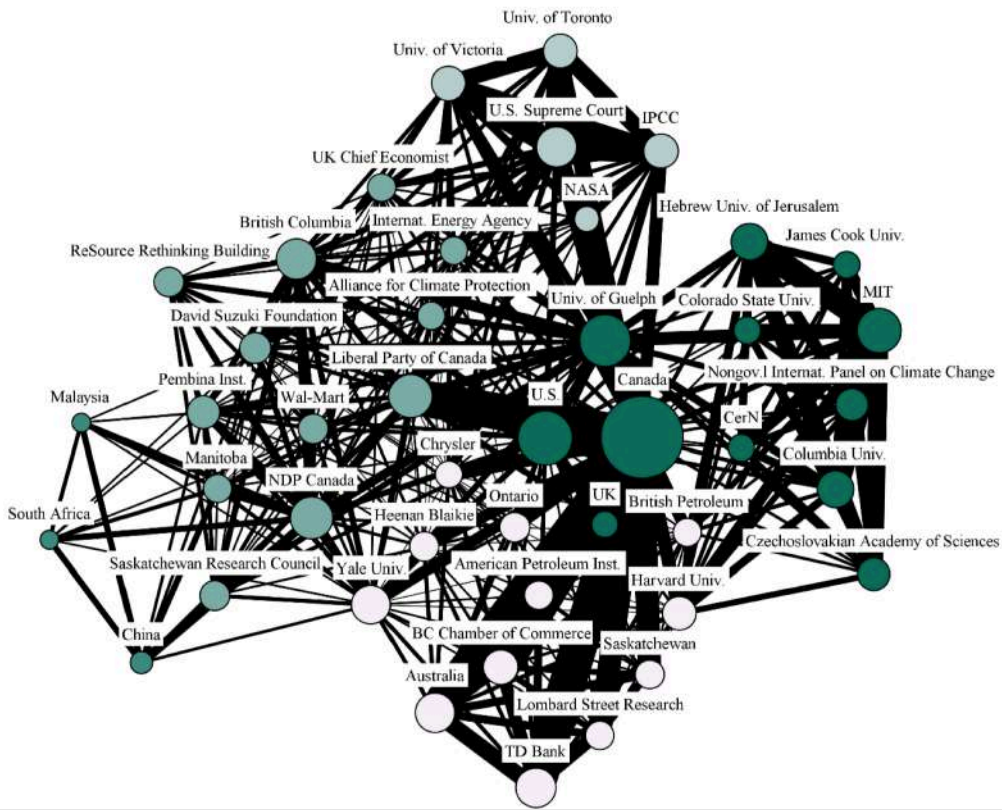 Univ. of Toronto
Univ. of Victoria
U.S. Supreme Court
IPCC
UK Chief Economist
NASA
Hebrew Univ. of Jerusalem
British Columbia
Internat. Energy Agency
James Cook Univ.
ReSource Rethinking Building
Alliance for Climate Protection
Univ. of Guelph
Colorado State Univ.
MIT
David Suzuki Foundation
Liberal Party of Canada
Canada
Nongov.l Internat. Panel on Climate Change
Pembina Inst.
Wal-Mart
U.S.
Malaysia
Chrysler
CerN
Columbia Univ.
Manitoba
NDP Canada
Ontario
UK
British Petroleum
South Africa
Heenan Blaikie
Czechoslovakian Academy of Sciences
Saskatchewan Research Council
Yale Univ.
American Petroleum Inst.
Harvard Univ.
China
BC Chamber of Commerce
Saskatchewan
Australia
Lombard Street Research
TD Bank